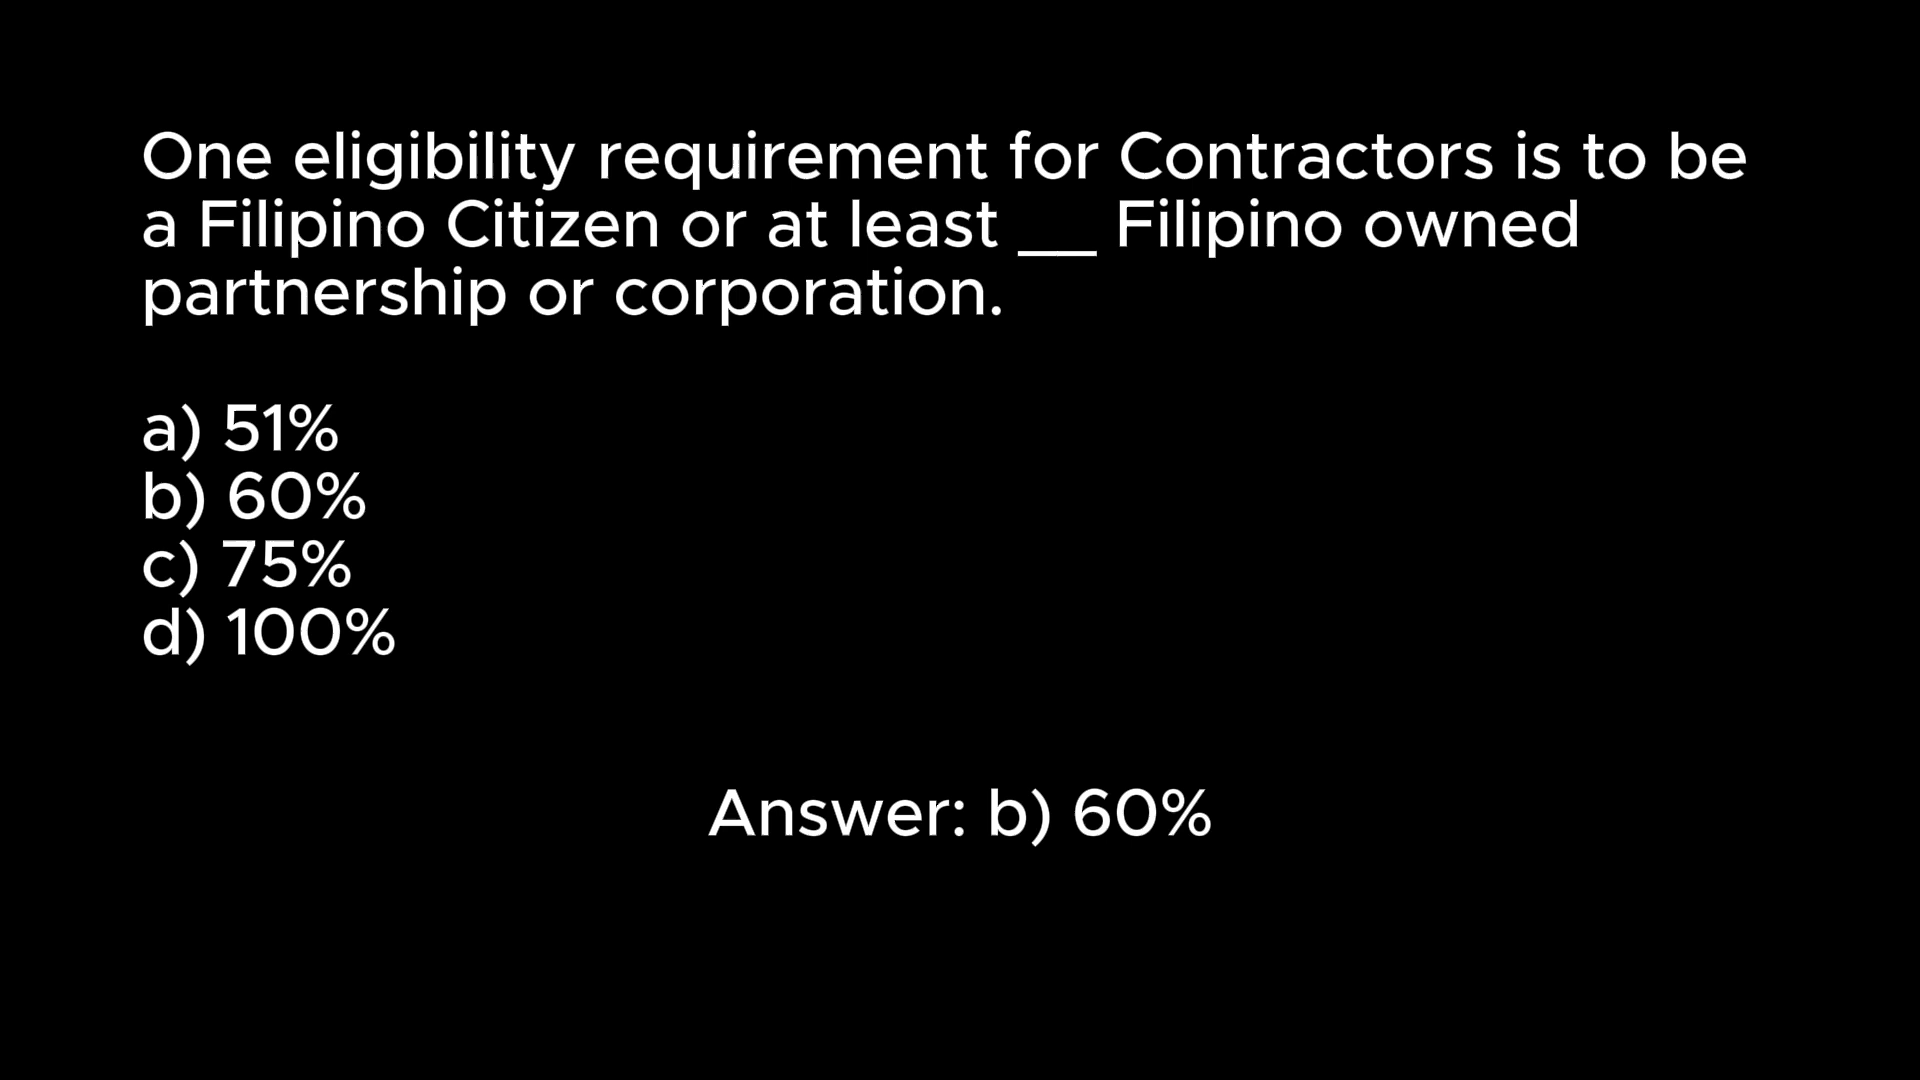 One eligibility requirement for Contractors is to be
a Filipino Citizen or at least __ Filipino owned
partnership or corporation.
a) 51%
b) 60%
c) 75%
d) 100%
Answer: b) 60%